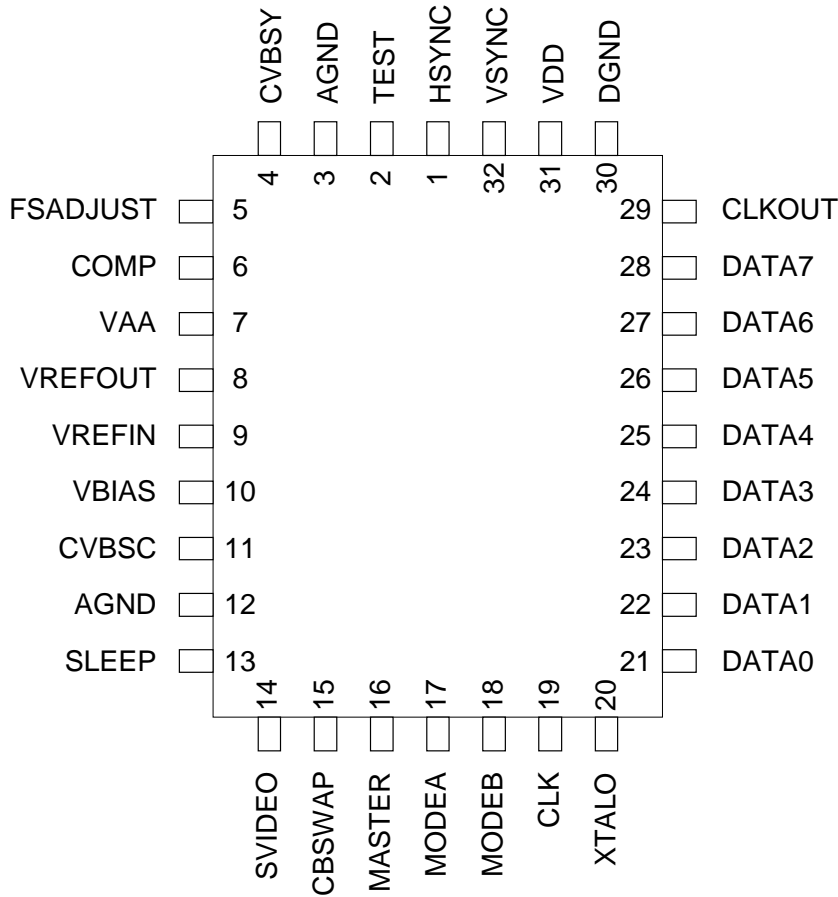 CVBSY
AGND
TEST
HSYNC
VSYNC
VDD
DGND
4
3
2
1
32
31
30
FSADJUST 5
29 CLKOUT
COMP 6
28 DATA7
VAA 7
27 DATA6
VREFOUT 8
26 DATA5
VREFIN 9
25 DATA4
VBIAS 10
24 DATA3
CVBSC 11
23 DATA2
AGND 12
22 DATA1
SLEEP 13
21 DATA0
14
15
16
17
18
19
20
SVIDEO
CBSWAP
MASTER
MODEA
MODEB
CLK
XTALO